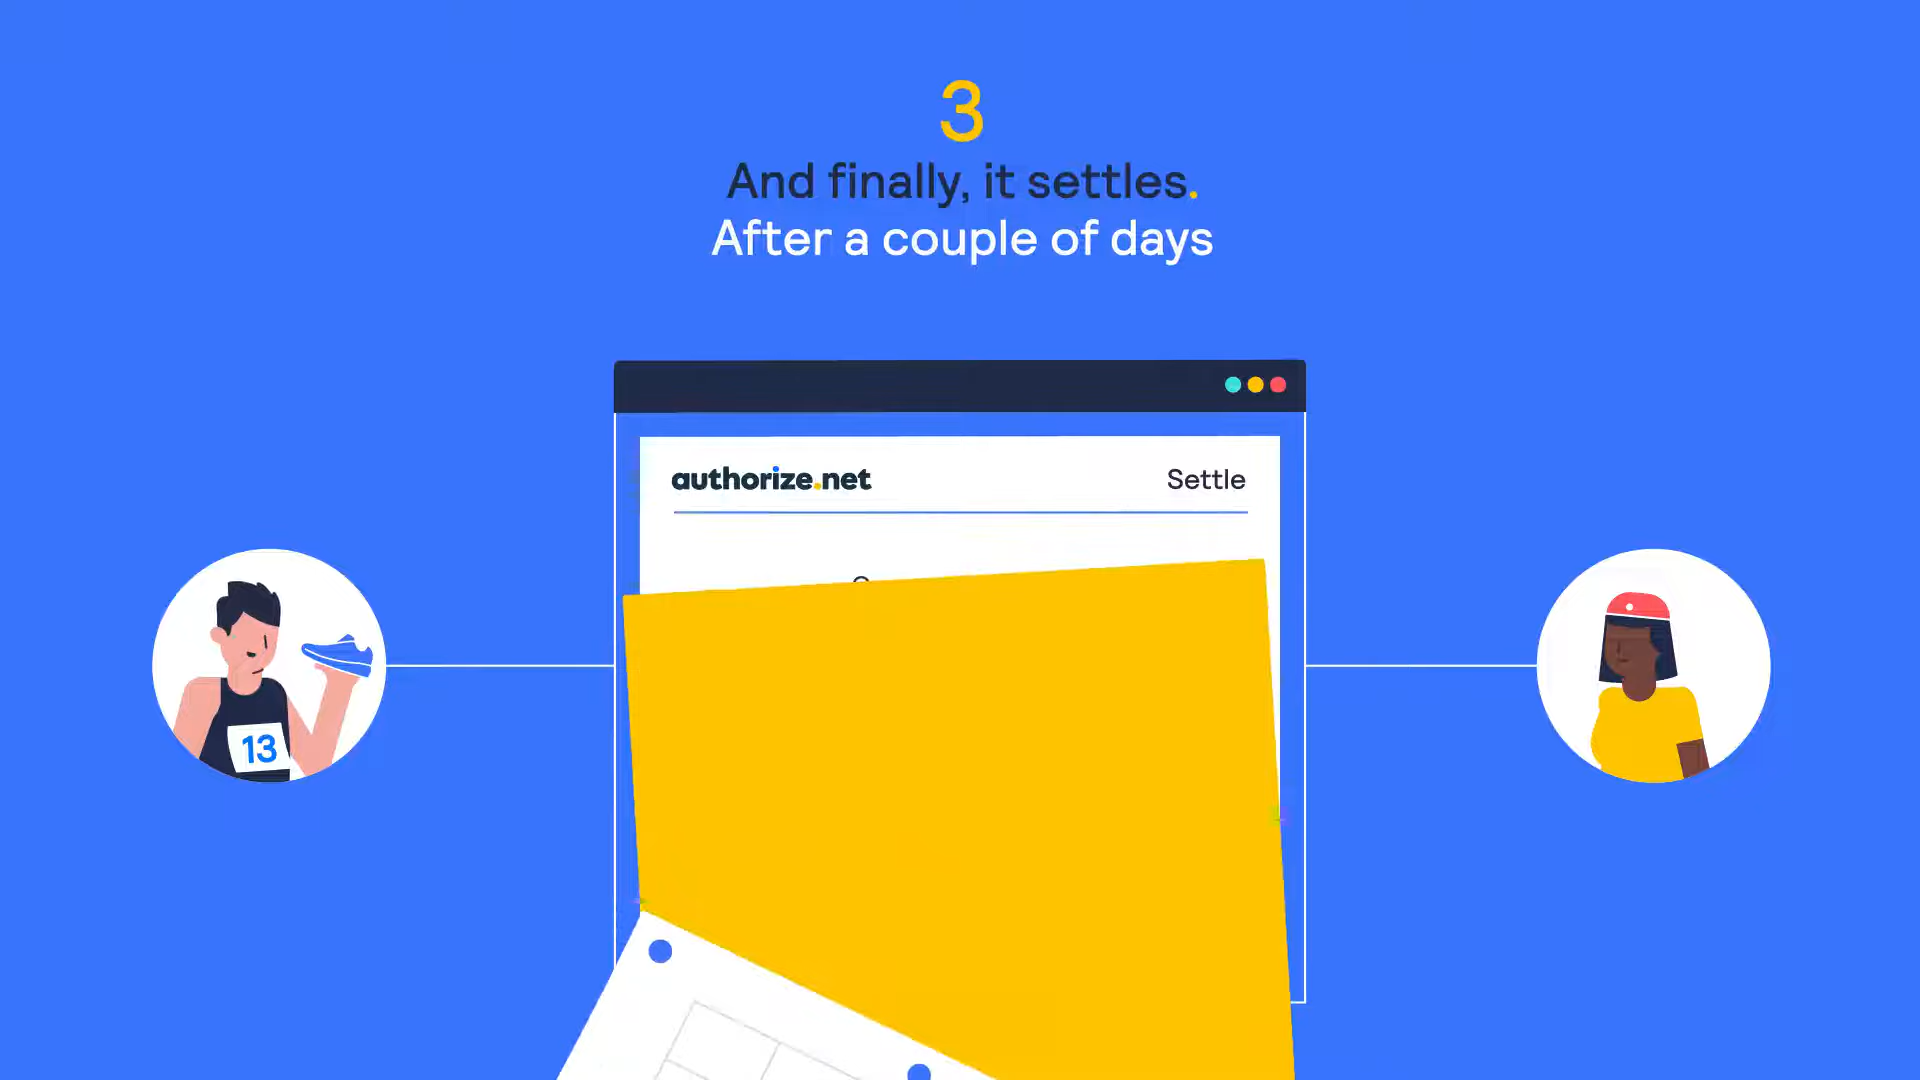 3
And finally, it settles.
After a couple of days
authorize.net Settle
13